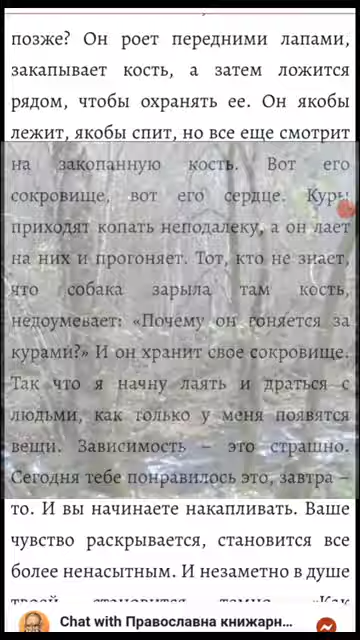 позже? Он роет передними лапами,
закапывает кость, а затем ложится
рядом, чтобы охранять ее. Он якобы
лежит, якобы спит, но все еще смотрит
на закопанную кость. Вот его
сокровище, вот его сердце. Куры
приходят копать неподалеку, а он лает
на них и прогоняет. Тот, кто не знает,
что собака зарыла там кость,
недоумевает: «Почему он гоняется за
курами?» И он хранит свое сокровище.
Так что я начну лаять и драться с
людьми, как только у меня появятся
вещи. Зависимость – это страшно.
Сегодня тебе понравилось это, завтра –
то. И вы начинаете накапливать. Ваше
чувство раскрывается, становится все
более ненасытным. И незаметно в душе
Chat with Православна книжарн...